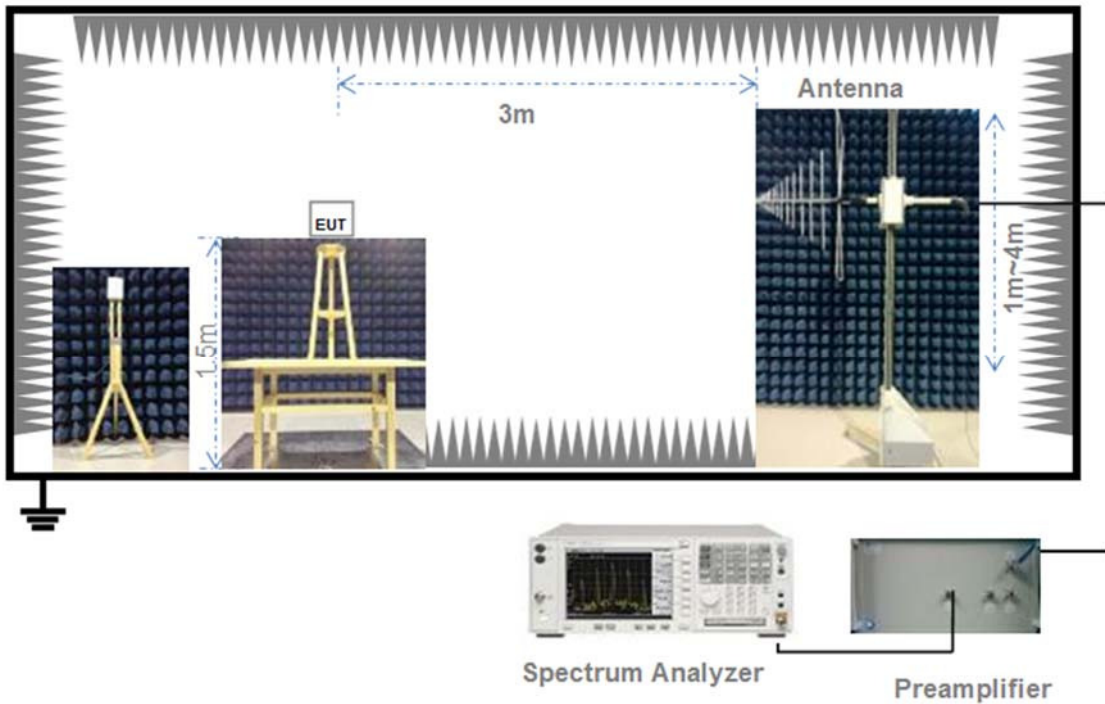 3m
Antenna
EUT
1.5m
1m~4m
Spectrum Analyzer
Preamplifier